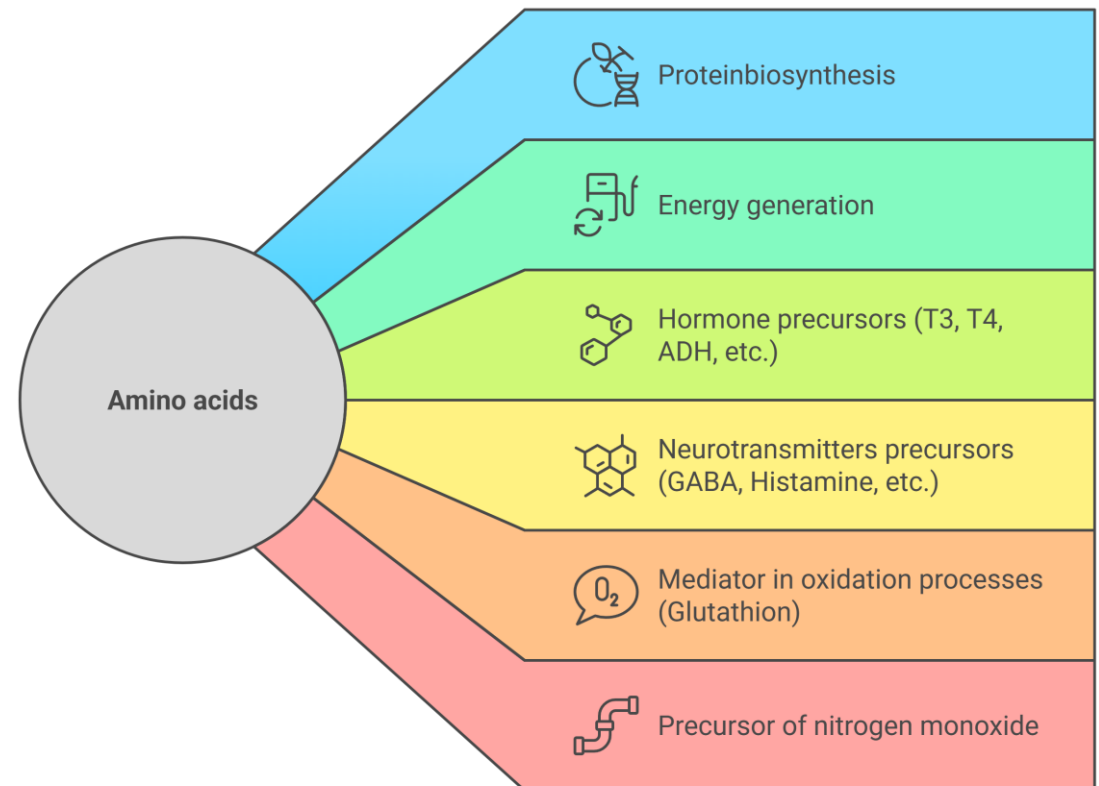 Proteinbiosynthesis
Energy generation
Hormone precursors (T3, T4,
ADH, etc.)
Amino acids
Neurotransmitters precursors
(GABA, Histamine, etc.)
O₂
Mediator in oxidation processes
(Glutathion)
Precursor of nitrogen monoxide